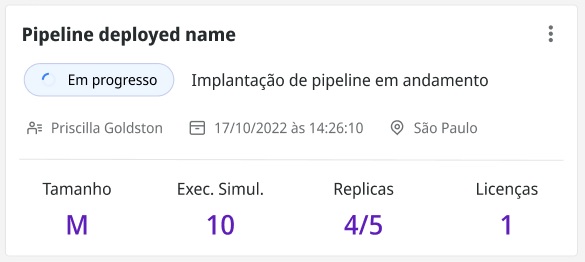 Pipeline deployed name
Em progresso Implantação de pipeline em andamento
Priscilla Goldston 17/10/2022 às 14:26:10 São Paulo
Tamanho Exec. Simul. Replicas Licenças
M 10 4/5 1